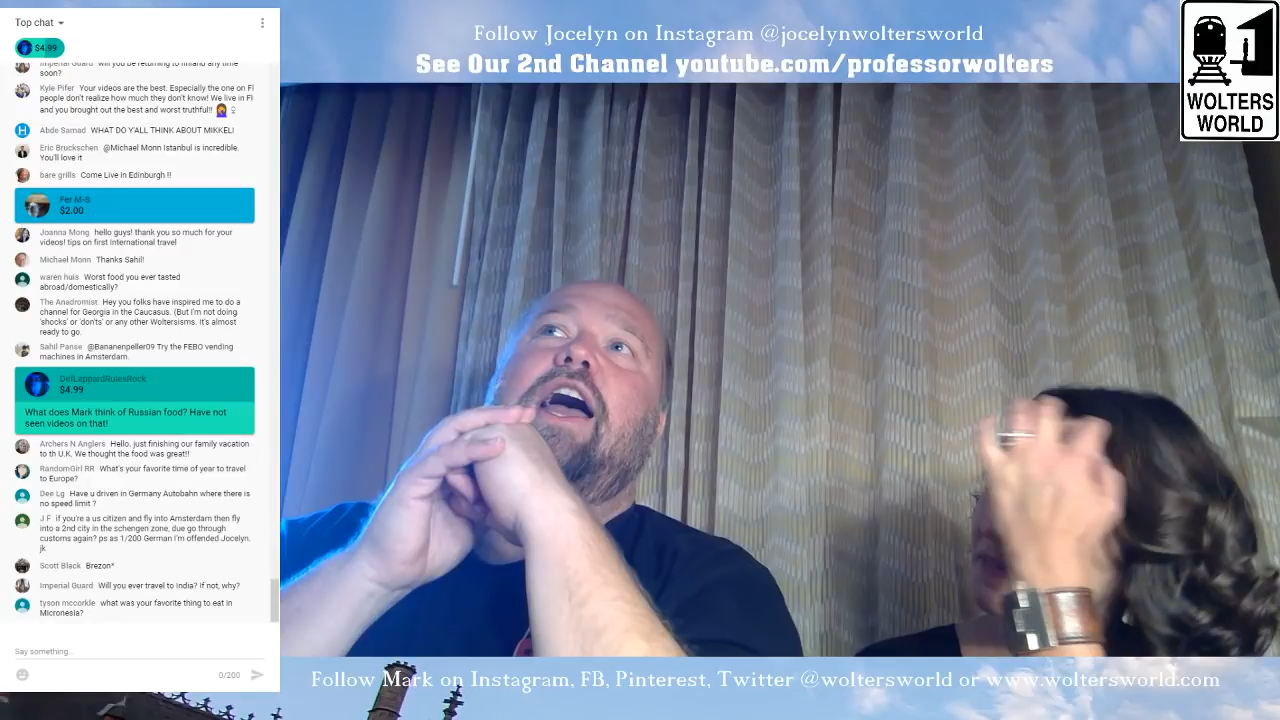 Top chat
$4.99
Imperial Guard will you be returning to finland any time
soon?
Kyle Pifer Your videos are the best. Especially the one on Fl
people don't realize how much they don't know! We live in Fl
and you brought out the best and worst truthful!!
Abde Samad WHAT DO Y'ALL THINK ABOUT MIKKELI
Eric Bruckschen @Michael Monn Istanbul is incredible.
You'll love it
bare grills Come Live in Edinburgh !!
Fer M-S
$2.00
Joanna Mong hello guys! thank you so much for your
videos! tips on first International travel
Michael Monn Thanks Sahil!
waren huis Worst food you ever tasted
abroad/domestically?
The Anadromist Hey you folks have inspired me to do a
channel for Georgia in the Caucasus. (But I'm not doing
'shocks' or 'don'ts' or any other Woltersisms. It's almost
ready to go.
Sahil Panse @Bananenpeller09 Try the FEBO vending
machines in Amsterdam.
DefLeppardRulesRock
$4.99
What does Mark think of Russian food? Have not
seen videos on that!
Archers N Anglers Hello. just finishing our family vacation
to th U.K. We thought the food was great!!
RandomGirl RR What's your favorite time of year to travel
to Europe?
Dee Lg Have u driven in Germany Autobahn where there is
no speed limit ?
J F if you're a us citizen and fly into Amsterdam then fly
into a 2nd city in the schengen zone, due go through
customs again? ps as 1/200 German I'm offended Jocelyn.
jk
Scott Black Brezon*
Imperial Guard Will you ever travel to India? If not, why?
tyson mccorkle what was your favorite thing to eat in
Micronesia?
Say something...
0/200
Follow Jocelyn on Instagram @jocelynwoltersworld
See Our 2nd Channel youtube.com/professorwolters
WOLTERS
WORLD
Follow Mark on Instagram, FB, Pinterest, Twitter @woltersworld or www.woltersworld.com